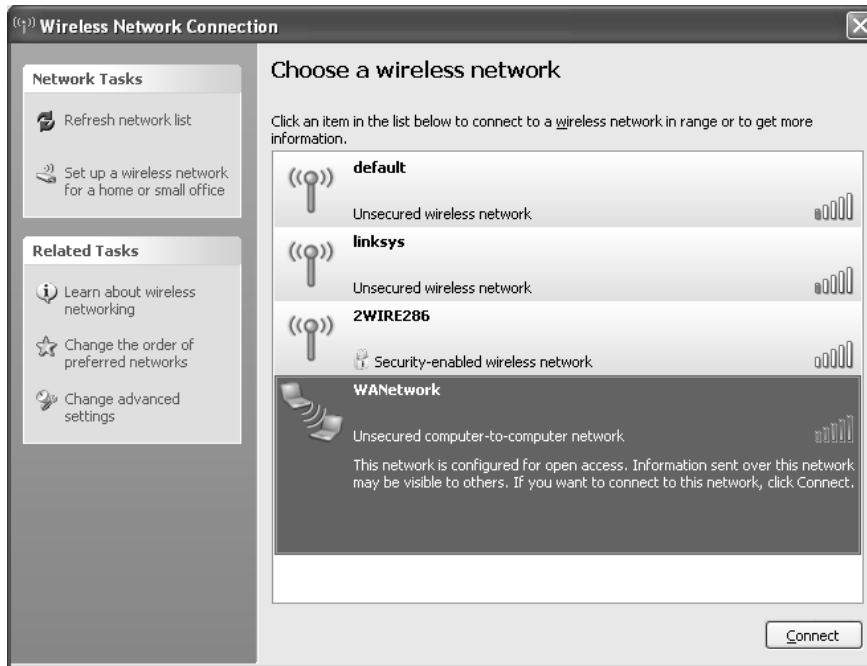 Wireless Network Connection
Network Tasks
Refresh network list
Set up a wireless network
for a home or small office
Related Tasks
Learn about wireless
networking
Change the order of
preferred networks
Change advanced
settings
Choose a wireless network
Click an item in the list below to connect to a wireless network in range or to get more
information.
default
Unsecured wireless network
linksys
Unsecured wireless network
2WIRE286
Security-enabled wireless network
WANetwork
Unsecured computer-to-computer network
This network is configured for open access. Information sent over this network
may be visible to others. If you want to connect to this network, click Connect.
Connect